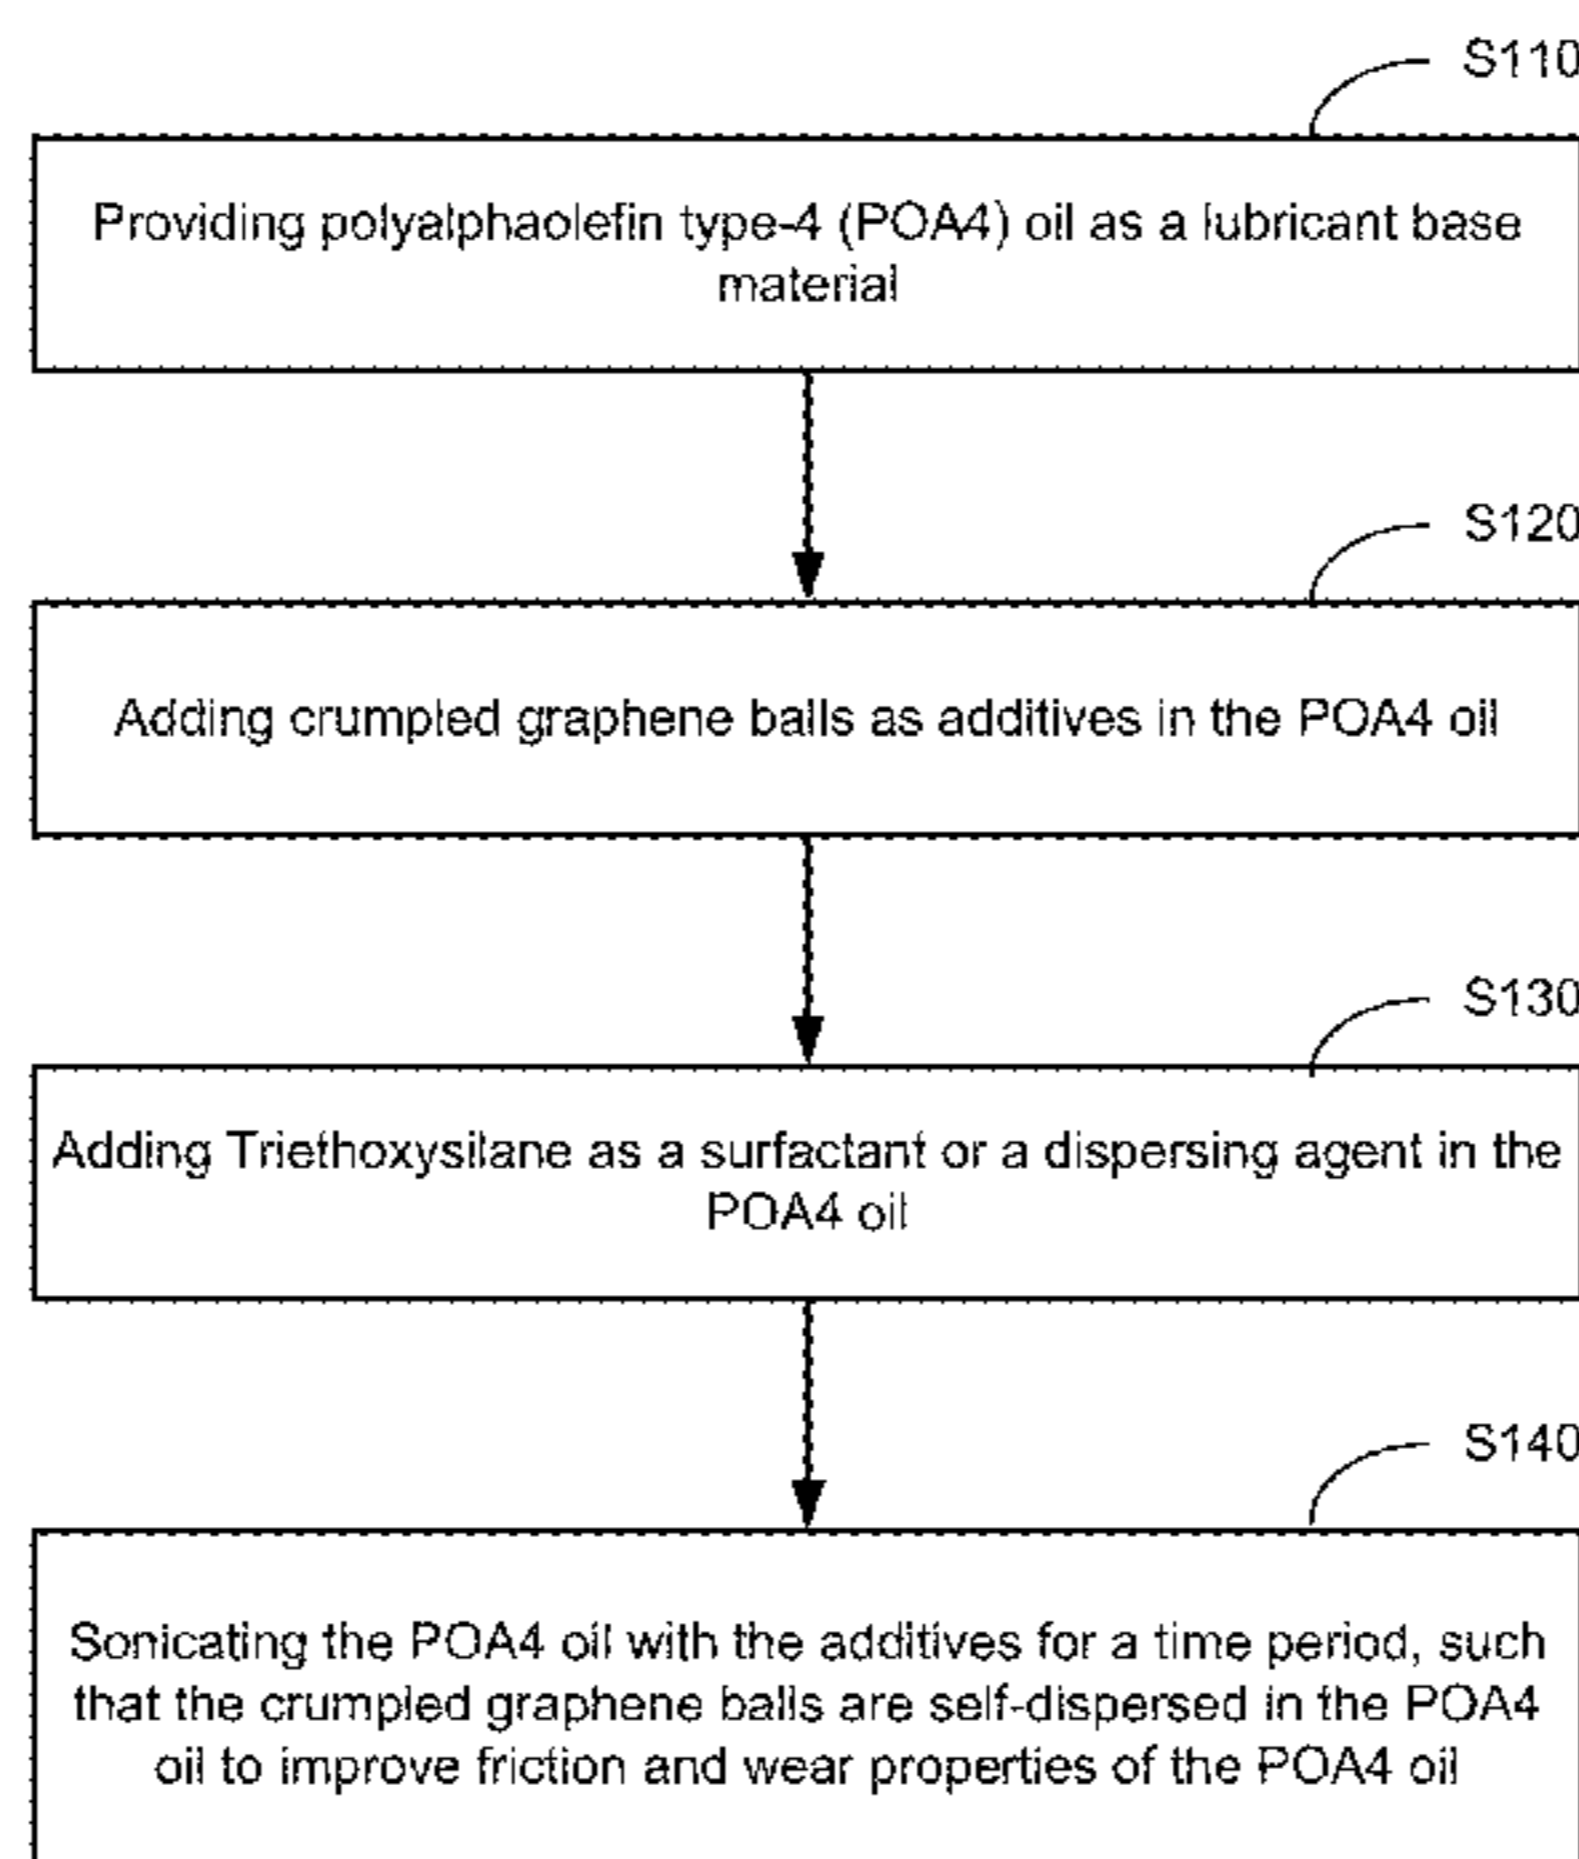 S110
Providing polyalphaolefin type-4 (POA4) oil as a lubricant base
material
S120
Adding crumpled graphene balls as additives in the POA4 oil
S130
Adding Triethoxysilane as a surfactant or a dispersing agent in the
POA4 oil
S140
Sonicating the POA4 oil with the additives for a time period, such
that the crumpled graphene balls are self-dispersed in the POA4
oil to improve friction and wear properties of the POA4 oil